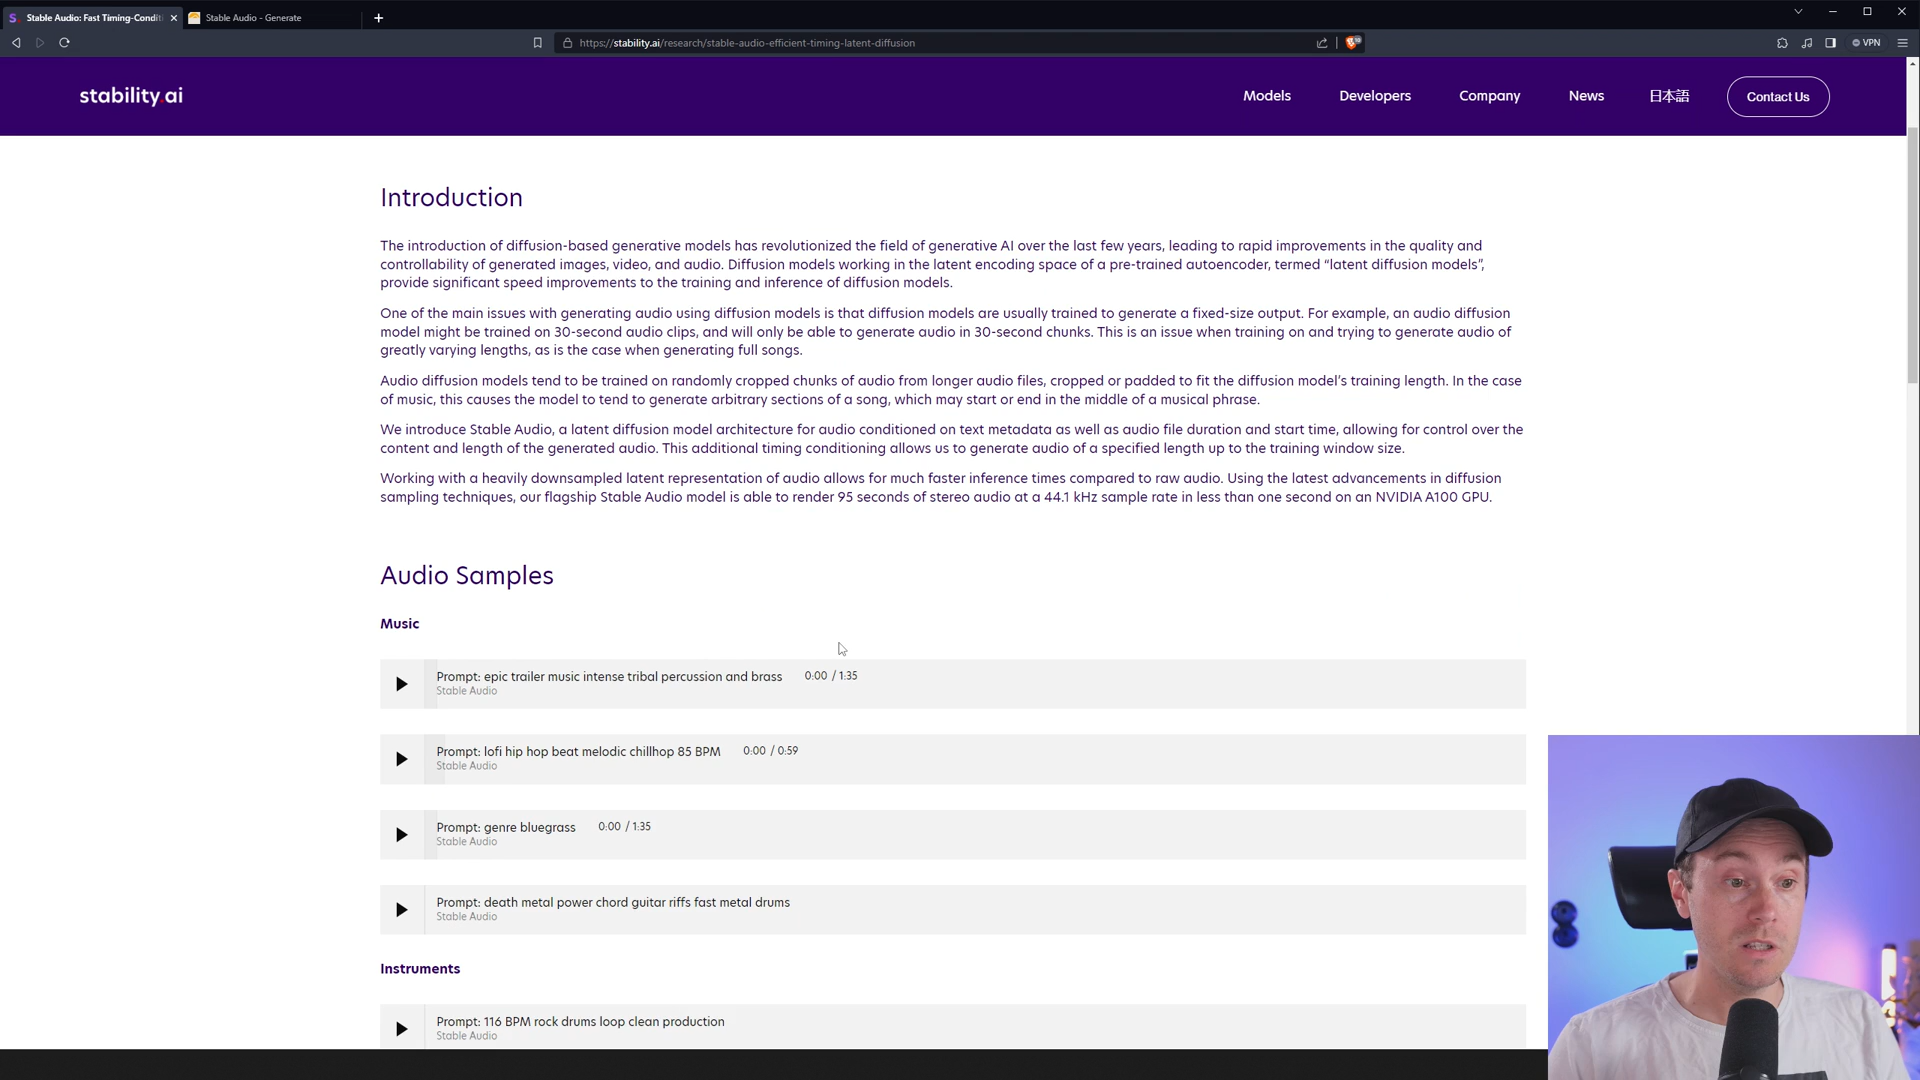 Stable Audio: Fast Timing-Condit
Stable Audio - Generate
https://stability.ai/research/stable-audio-efficient-timing-latent-diffusion
VPN
stability.ai
Models
Developers
Company
News
日本語
Contact Us
Introduction
The introduction of diffusion-based generative models has revolutionized the field of generative AI over the last few years, leading to rapid improvements in the quality and
controllability of generated images, video, and audio. Diffusion models working in the latent encoding space of a pre-trained autoencoder, termed “latent diffusion models”,
provide significant speed improvements to the training and inference of diffusion models.
One of the main issues with generating audio using diffusion models is that diffusion models are usually trained to generate a fixed-size output. For example, an audio diffusion
model might be trained on 30-second audio clips, and will only be able to generate audio in 30-second chunks. This is an issue when training on and trying to generate audio of
greatly varying lengths, as is the case when generating full songs.
Audio diffusion models tend to be trained on randomly cropped chunks of audio from longer audio files, cropped or padded to fit the diffusion model’s training length. In the case
of music, this causes the model to tend to generate arbitrary sections of a song, which may start or end in the middle of a musical phrase.
We introduce Stable Audio, a latent diffusion model architecture for audio conditioned on text metadata as well as audio file duration and start time, allowing for control over the
content and length of the generated audio. This additional timing conditioning allows us to generate audio of a specified length up to the training window size.
Working with a heavily downsampled latent representation of audio allows for much faster inference times compared to raw audio. Using the latest advancements in diffusion
sampling techniques, our flagship Stable Audio model is able to render 95 seconds of stereo audio at a 44.1 kHz sample rate in less than one second on an NVIDIA A100 GPU.
Audio Samples
Music
Prompt: epic trailer music intense tribal percussion and brass 0:00 / 1:35
Stable Audio
Prompt: lofi hip hop beat melodic chillhop 85 BPM 0:00 / 0:59
Stable Audio
Prompt: genre bluegrass 0:00 / 1:35
Stable Audio
Prompt: death metal power chord guitar riffs fast metal drums
Stable Audio
Instruments
Prompt: 116 BPM rock drums loop clean production
Stable Audio